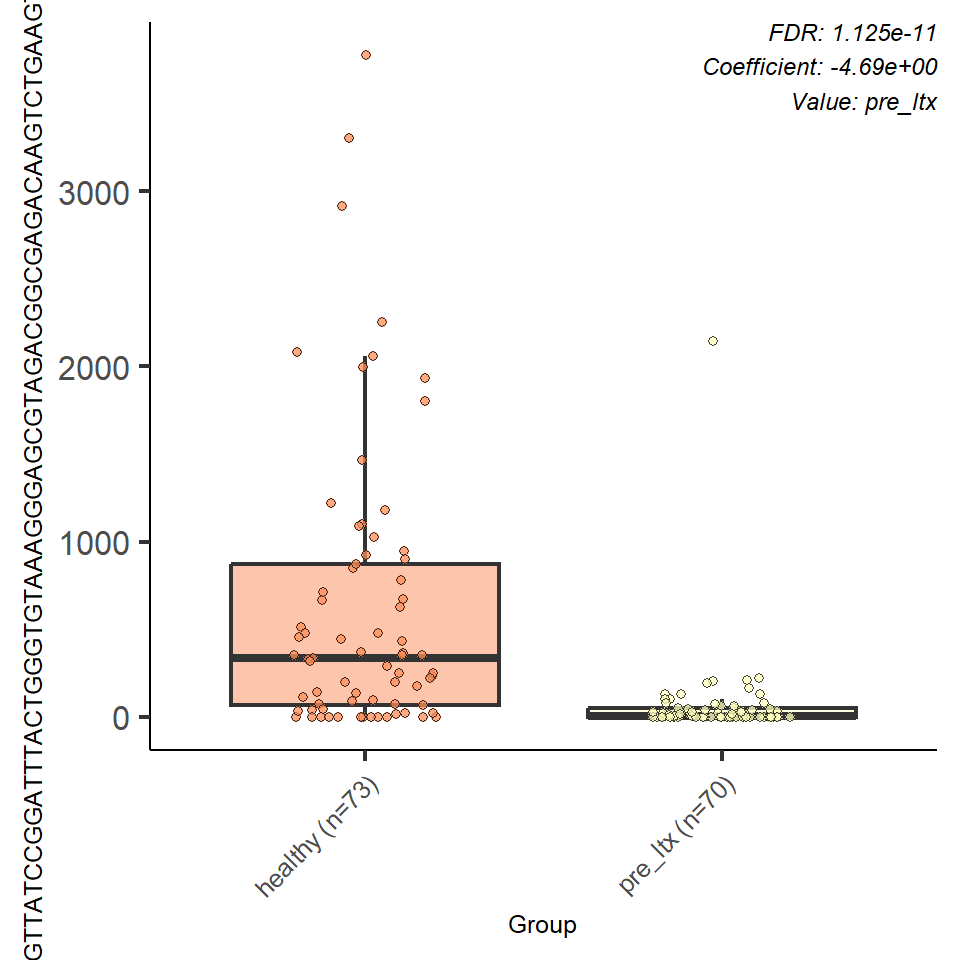 FDR: 1.125e-11
Coefficient: -4.69e+00
Value: pre_ltx
GTTATCCGGATTTACTGGGTGTAAAGGGAGCGTAGACGGCGAGACAAGTCTGAAG
3000
2000
1000
0
healthy (n=73)
pre_ltx (n=70)
Group